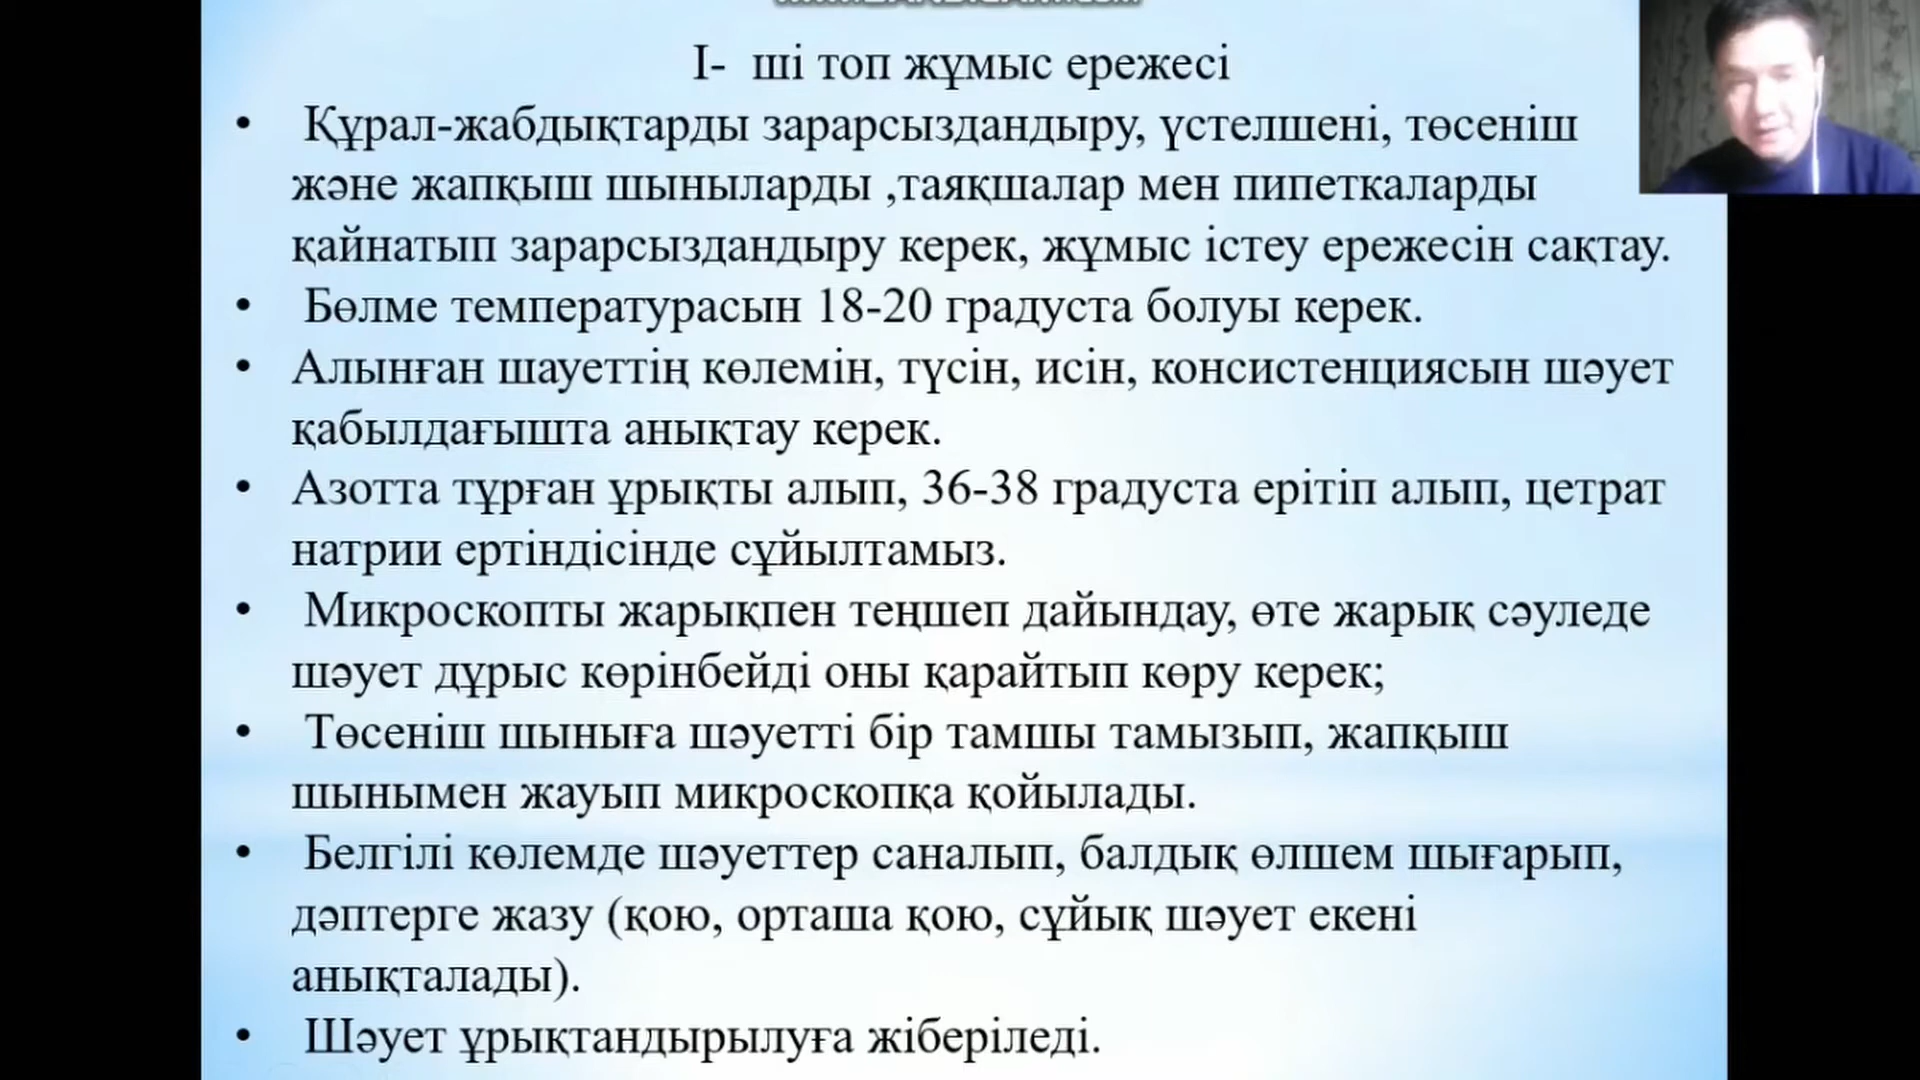 І- ші топ жұмыс ережесі
• Құрал-жабдықтарды зарарсыздандыру, үстелшені, төсеніш
және жапқыш шыныларды ,таяқшалар мен пипеткаларды
қайнатып зарарсыздандыру керек, жұмыс істеу ережесін сақтау.
• Бөлме температурасын 18-20 градуста болуы керек.
• Алынған шауеттің көлемін, түсін, исін, консистенциясын шәует
қабылдағышта анықтау керек.
• Азотта тұрған ұрықты алып, 36-38 градуста ерітіп алып, цетрат
натрии ертіндісінде сұйылтамыз.
• Микроскопты жарықпен теңшеп дайындау, өте жарық сәуледе
шәует дұрыс көрінбейді оны қарайтып көру керек;
• Төсеніш шыныға шәуетті бір тамшы тамызып, жапқыш
шынымен жауып микроскопқа қойылады.
• Белгілі көлемде шәуеттер саналып, балдық өлшем шығарып,
дәптерге жазу (қою, орташа қою, сұйық шәует екені
анықталады).
• Шәует ұрықтандырылуға жіберіледі.